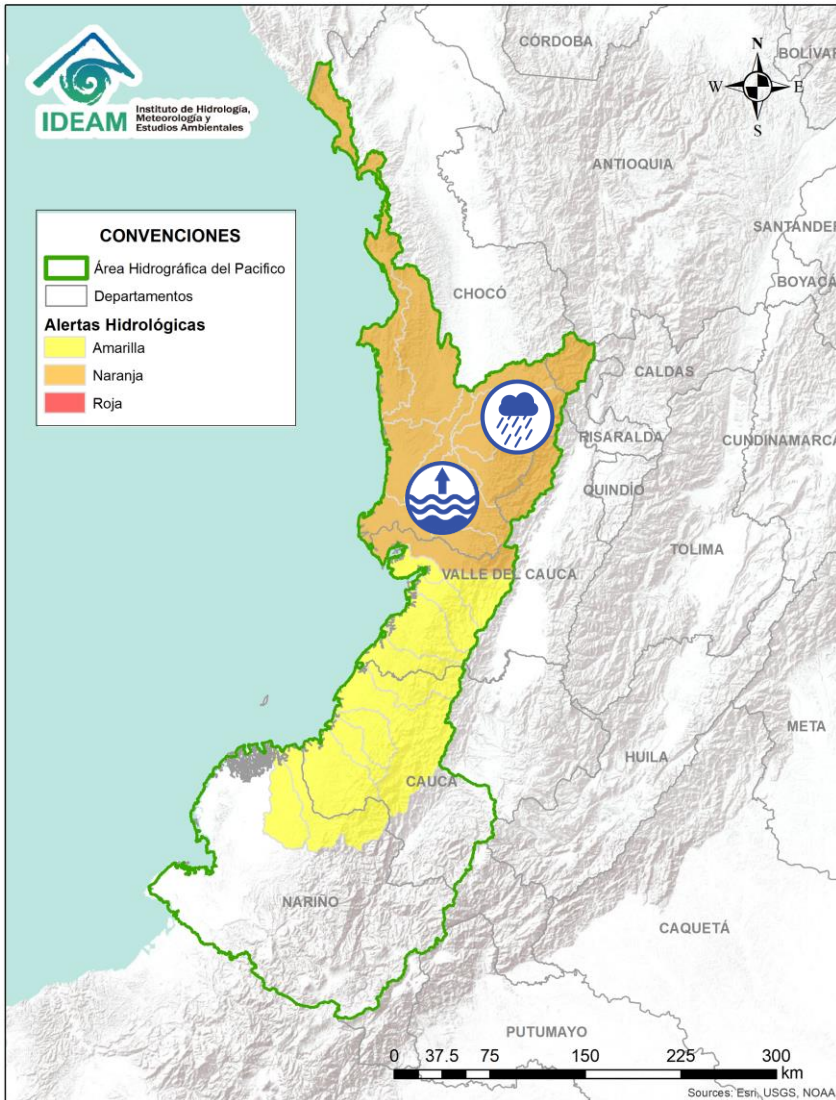 IDEAM
Instituto de Hidrología,
Meteorología y
Estudios Ambientales
CÓRDOBA
BOLÍVAR
N
W
E
S
ANTIOQUIA
CONVENCIONES
Área Hidrográfica del Pacifico
Departamentos
Alertas Hidrológicas
Amarilla
Naranja
Roja
SANTANDER
BOYACÁ
CHOCÓ
CALDAS
RISARALDA
CUNDINAMARCA
QUINDÍO
TOLIMA
VALLE DEL CAUCA
META
HUILA
CAUCA
NARIÑO
CAQUETÁ
PUTUMAYO
0 37.5 75 150 225 300
km
Sources: Esri, USGS, NOAA